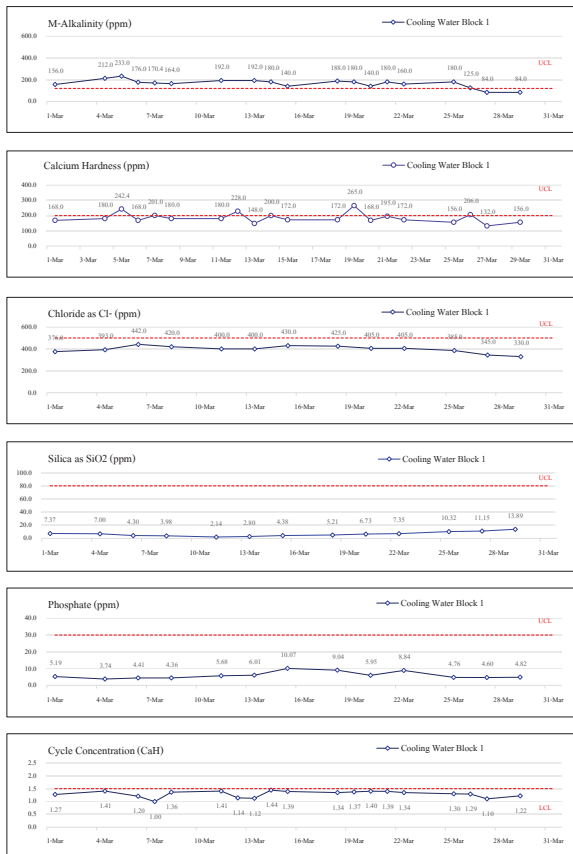 M-Alkalinity (ppm)
Cooling Water Block 1
600.0
400.0
200.0
0.0
UCL
156.0 212.0 233.0 176.0 170.4 164.0 192.0 192.0 180.0 140.0 188.0 180.0 140.0 180.0 160.0 180.0 125.0 84.0 84.0
1-Mar 4-Mar 7-Mar 10-Mar 13-Mar 16-Mar 19-Mar 22-Mar 25-Mar 28-Mar 31-Mar
Calcium Hardness (ppm)
Cooling Water Block 1
400.0
300.0
200.0
100.0
0.0
UCL
168.0 180.0 242.4 168.0 201.0 180.0 180.0 228.0 148.0 200.0 172.0 172.0 265.0 168.0 195.0 172.0 156.0 206.0 132.0 156.0
1-Mar 3-Mar 5-Mar 7-Mar 9-Mar 11-Mar 13-Mar 15-Mar 17-Mar 19-Mar 21-Mar 23-Mar 25-Mar 27-Mar 29-Mar 31-Mar
Chloride as Cl- (ppm)
Cooling Water Block 1
600.0
400.0
200.0
0.0
UCL
376.0 393.0 442.0 420.0 400.0 400.0 430.0 425.0 405.0 405.0 385.0 345.0 330.0
1-Mar 4-Mar 7-Mar 10-Mar 13-Mar 16-Mar 19-Mar 22-Mar 25-Mar 28-Mar 31-Mar
Silica as SiO2 (ppm)
Cooling Water Block 1
100.0
80.0
60.0
40.0
20.0
0.0
UCL
7.37 7.00 4.30 3.98 2.14 2.80 4.38 5.21 6.73 7.35 10.32 11.15 13.89
1-Mar 4-Mar 7-Mar 10-Mar 13-Mar 16-Mar 19-Mar 22-Mar 25-Mar 28-Mar 31-Mar
Phosphate (ppm)
Cooling Water Block 1
40.0
30.0
20.0
10.0
0.0
UCL
5.19 3.74 4.41 4.36 5.68 6.01 10.07 9.04 5.95 8.84 4.76 4.60 4.82
1-Mar 4-Mar 7-Mar 10-Mar 13-Mar 16-Mar 19-Mar 22-Mar 25-Mar 28-Mar 31-Mar
Cycle Concentration (CaH)
Cooling Water Block 1
2.5
2.0
1.5
1.0
0.5
0.0
LCL
1.27 1.41 1.20 1.00 1.36 1.41 1.14 1.12 1.44 1.39 1.34 1.37 1.40 1.39 1.34 1.30 1.29 1.10 1.22
1-Mar 4-Mar 7-Mar 10-Mar 13-Mar 16-Mar 19-Mar 22-Mar 25-Mar 28-Mar 31-Mar